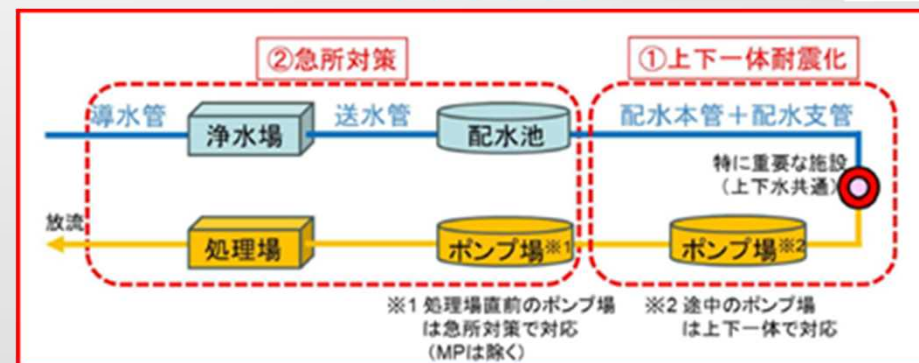 ②急所対策
①上下一体耐震化
導水管
送水管
配水本管＋配水支管
浄水場
配水池
特に重要な施設
（上下水共通）
放流
処理場
ポンプ場※1
ポンプ場※2
※1 処理場直前のポンプ場
は急所対策で対応
（MPは除く）
※2 途中のポンプ場
は上下一体で対応